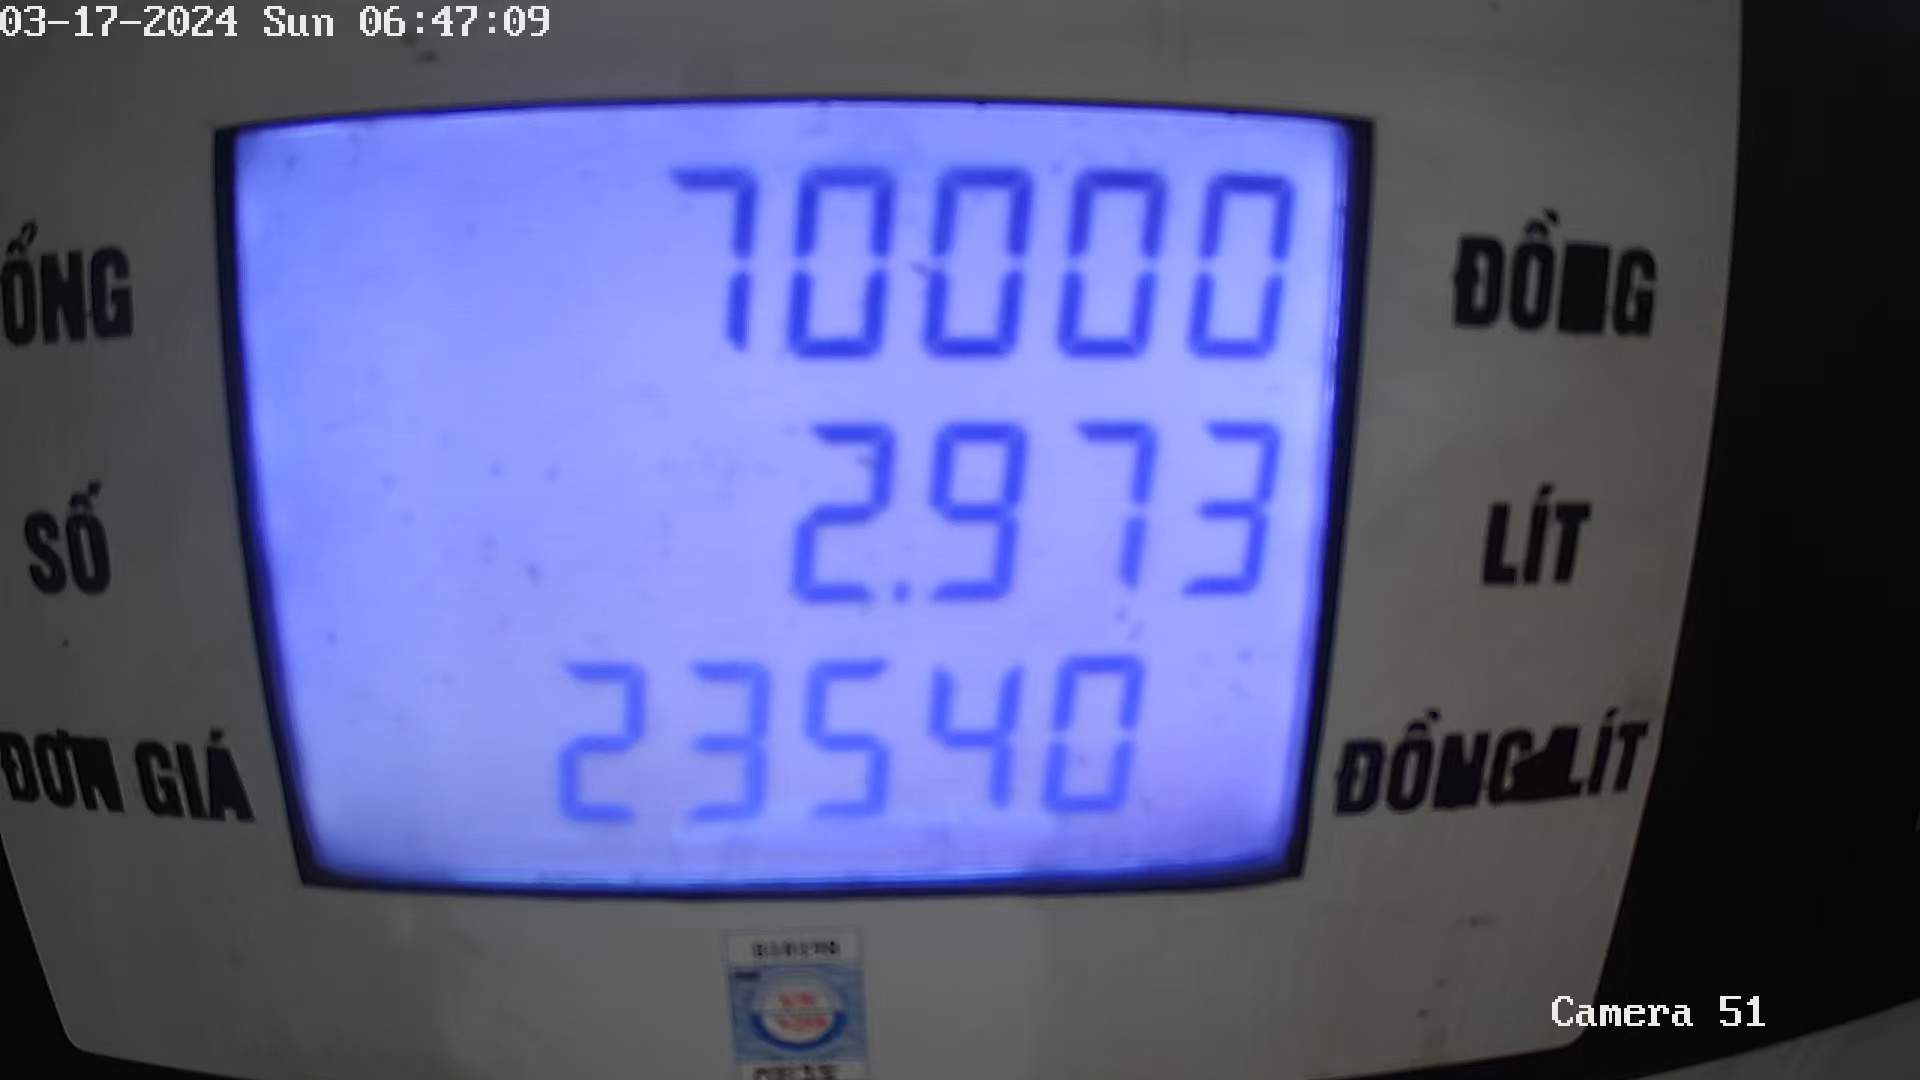 03-17-2024 Sun 06:47:09
ỔNG 70000 ĐỒNG
SỐ 2.973 LÍT
ĐƠN GIÁ 23540 ĐỒNG/LÍT
Camera 51